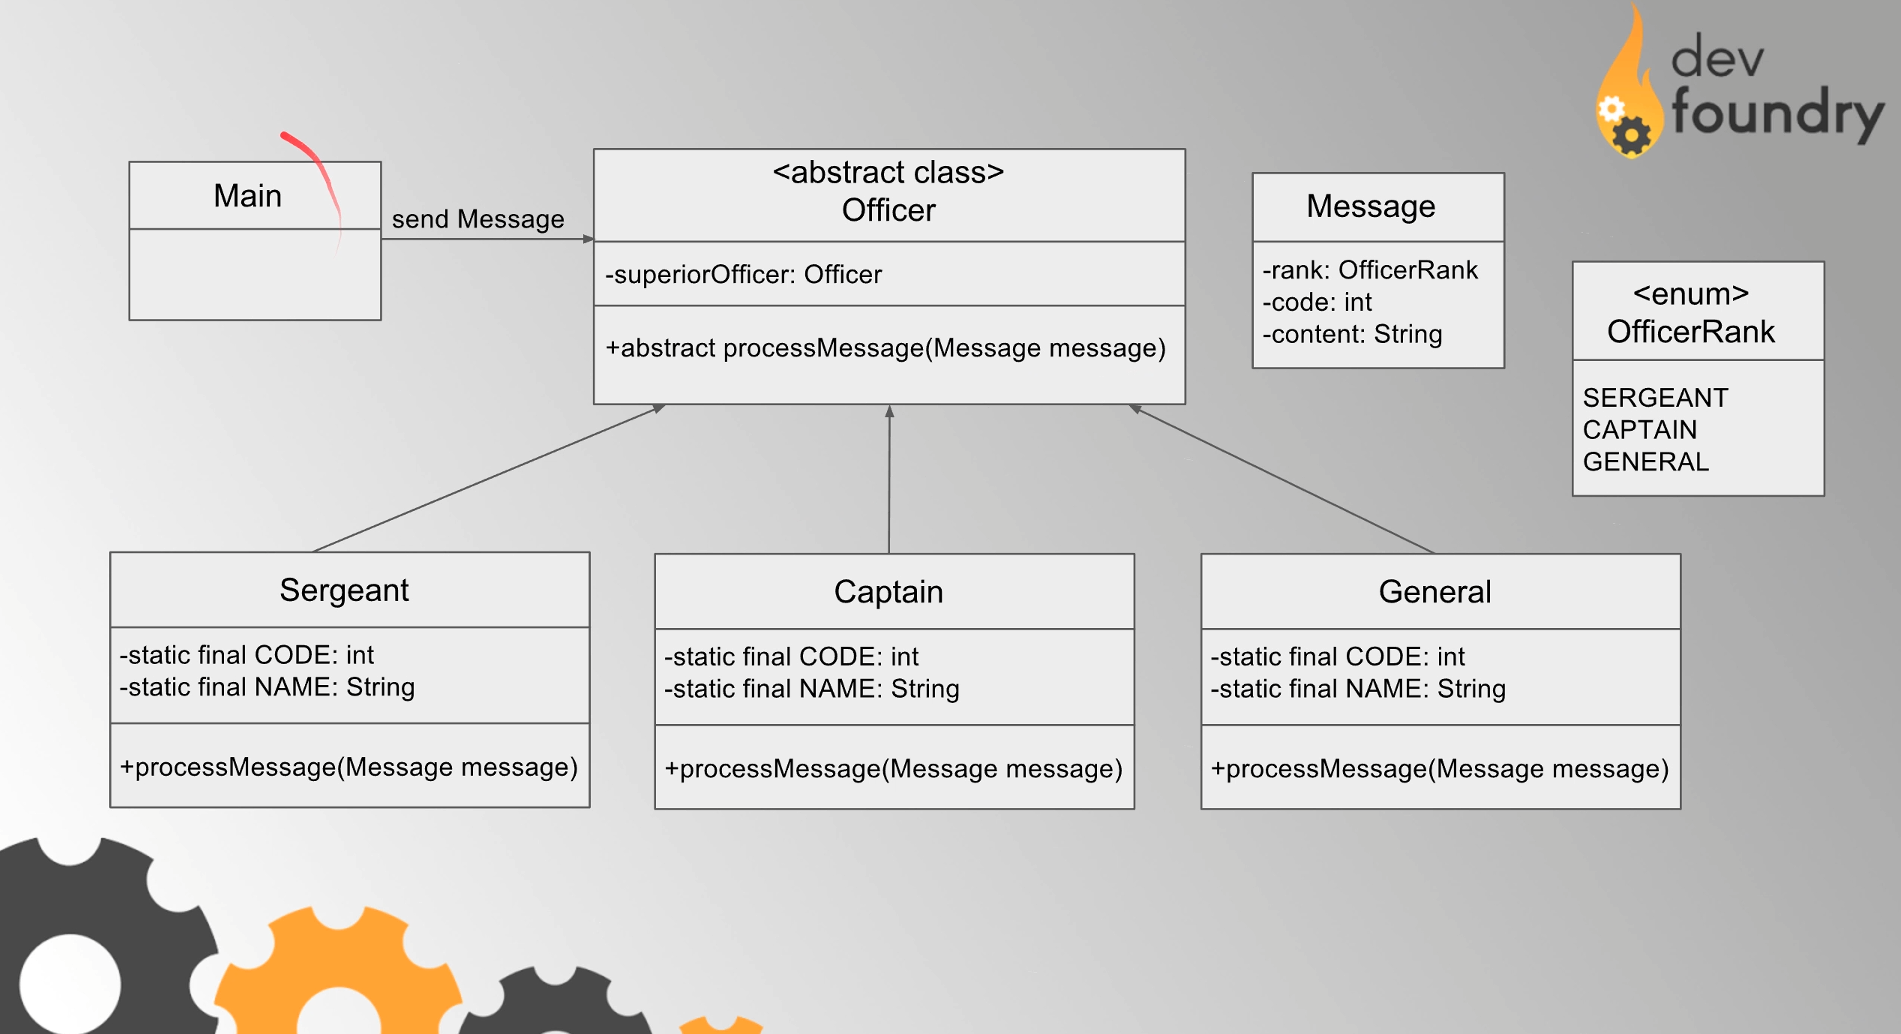 dev
foundry
Main
send Message
<abstract class>
Officer
-superiorOfficer: Officer
+abstract processMessage(Message message)
Message
-rank: OfficerRank
-code: int
-content: String
<enum>
OfficerRank
SERGEANT
CAPTAIN
GENERAL
Sergeant
-static final CODE: int
-static final NAME: String
+processMessage(Message message)
Captain
-static final CODE: int
-static final NAME: String
+processMessage(Message message)
General
-static final CODE: int
-static final NAME: String
+processMessage(Message message)